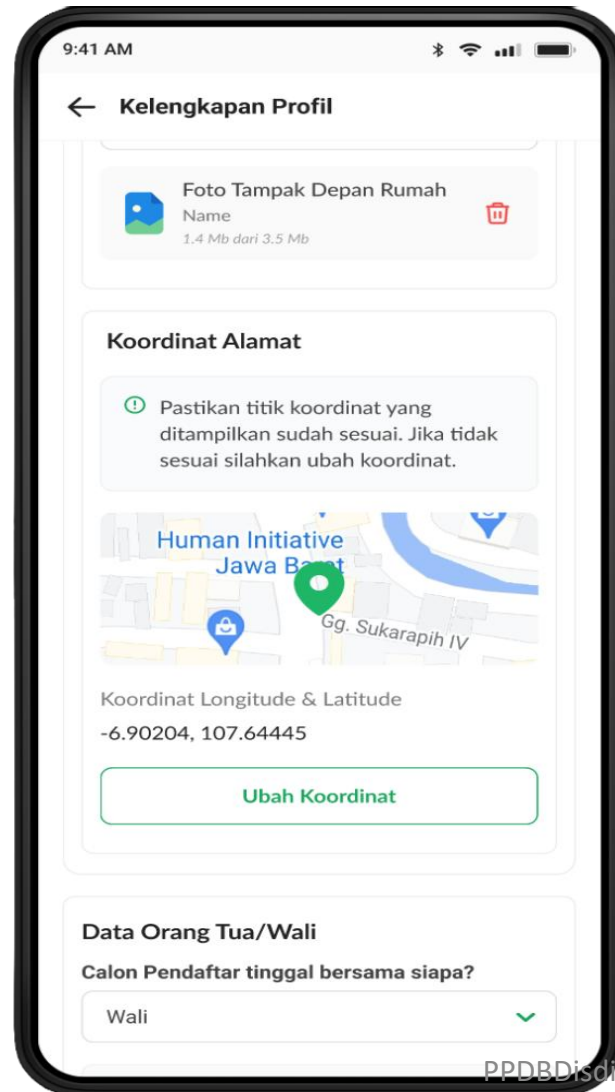 9:41 AM
Kelengkapan Profil
Foto Tampak Depan Rumah
Name
1.4 Mb dari 3.5 Mb
Koordinat Alamat
Pastikan titik koordinat yang
ditampilkan sudah sesuai. Jika tidak
sesuai silahkan ubah koordinat.
Human Initiative
Jawa Barat
Gg. Sukarapih IV
Koordinat Longitude & Latitude
-6.90204, 107.64445
Ubah Koordinat
Data Orang Tua/Wali
Calon Pendaftar tinggal bersama siapa?
Wali
PPDBDisdi